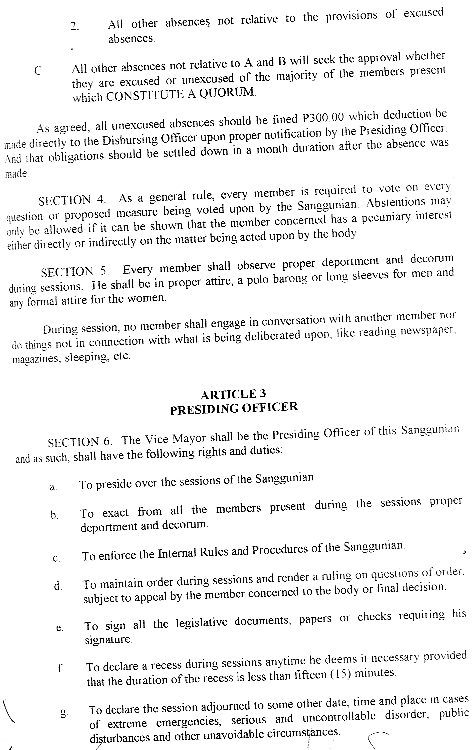 2. All other absences not relative to the provisions of excused
absences.
C All other absences not relative to A and B will seek the approval whether
they are excused or unexcused of the majority of the members present
which CONSTITUTE A QUORUM.
As agreed, all unexcused absences should be fined P300.00 which deduction be
made directly to the Disbursing Officer upon proper notification by the Presiding Officer.
And that obligations should be settled down in a month duration after the absence was
made
SECTION 4. As a general rule, every member is required to vote on every
question or proposed measure being voted upon by the Sanggunian. Abstentions may
only be allowed if it can be shown that the member concerned has a pecuniary interest
either directly or indirectly on the matter being acted upon by the body
SECTION 5. Every member shall observe proper deportment and decorum
during sessions. He shall be in proper attire, a polo barong or long sleeves for men and
any formal attire for the women.
During session, no member shall engage in conversation with another member nor
do things not in connection with what is being deliberated upon, like reading newspaper,
magazines, sleeping, etc.
ARTICLE 3
PRESIDING OFFICER
SECTION 6. The Vice Mayor shall be the Presiding Officer of this Sanggunian
and as such, shall have the following rights and duties:
a. To preside over the sessions of the Sanggunian
b. To exact from all the members present during the sessions proper
deportment and decorum.
c. To enforce the Internal Rules and Procedures of the Sanggunian.
d. To maintain order during sessions and render a ruling on questions of order,
subject to appeal by the member concerned to the body or final decision.
e. To sign all the legislative documents, papers or checks requiring his
signature.
f To declare a recess during sessions anytime he deems it necessary provided
that the duration of the recess is less than fifteen (15) minutes.
g. To declare the session adjourned to some other date, time and place in cases
of extreme emergencies, serious and uncontrollable disorder, public
disturbances and other unavoidable circumstances.